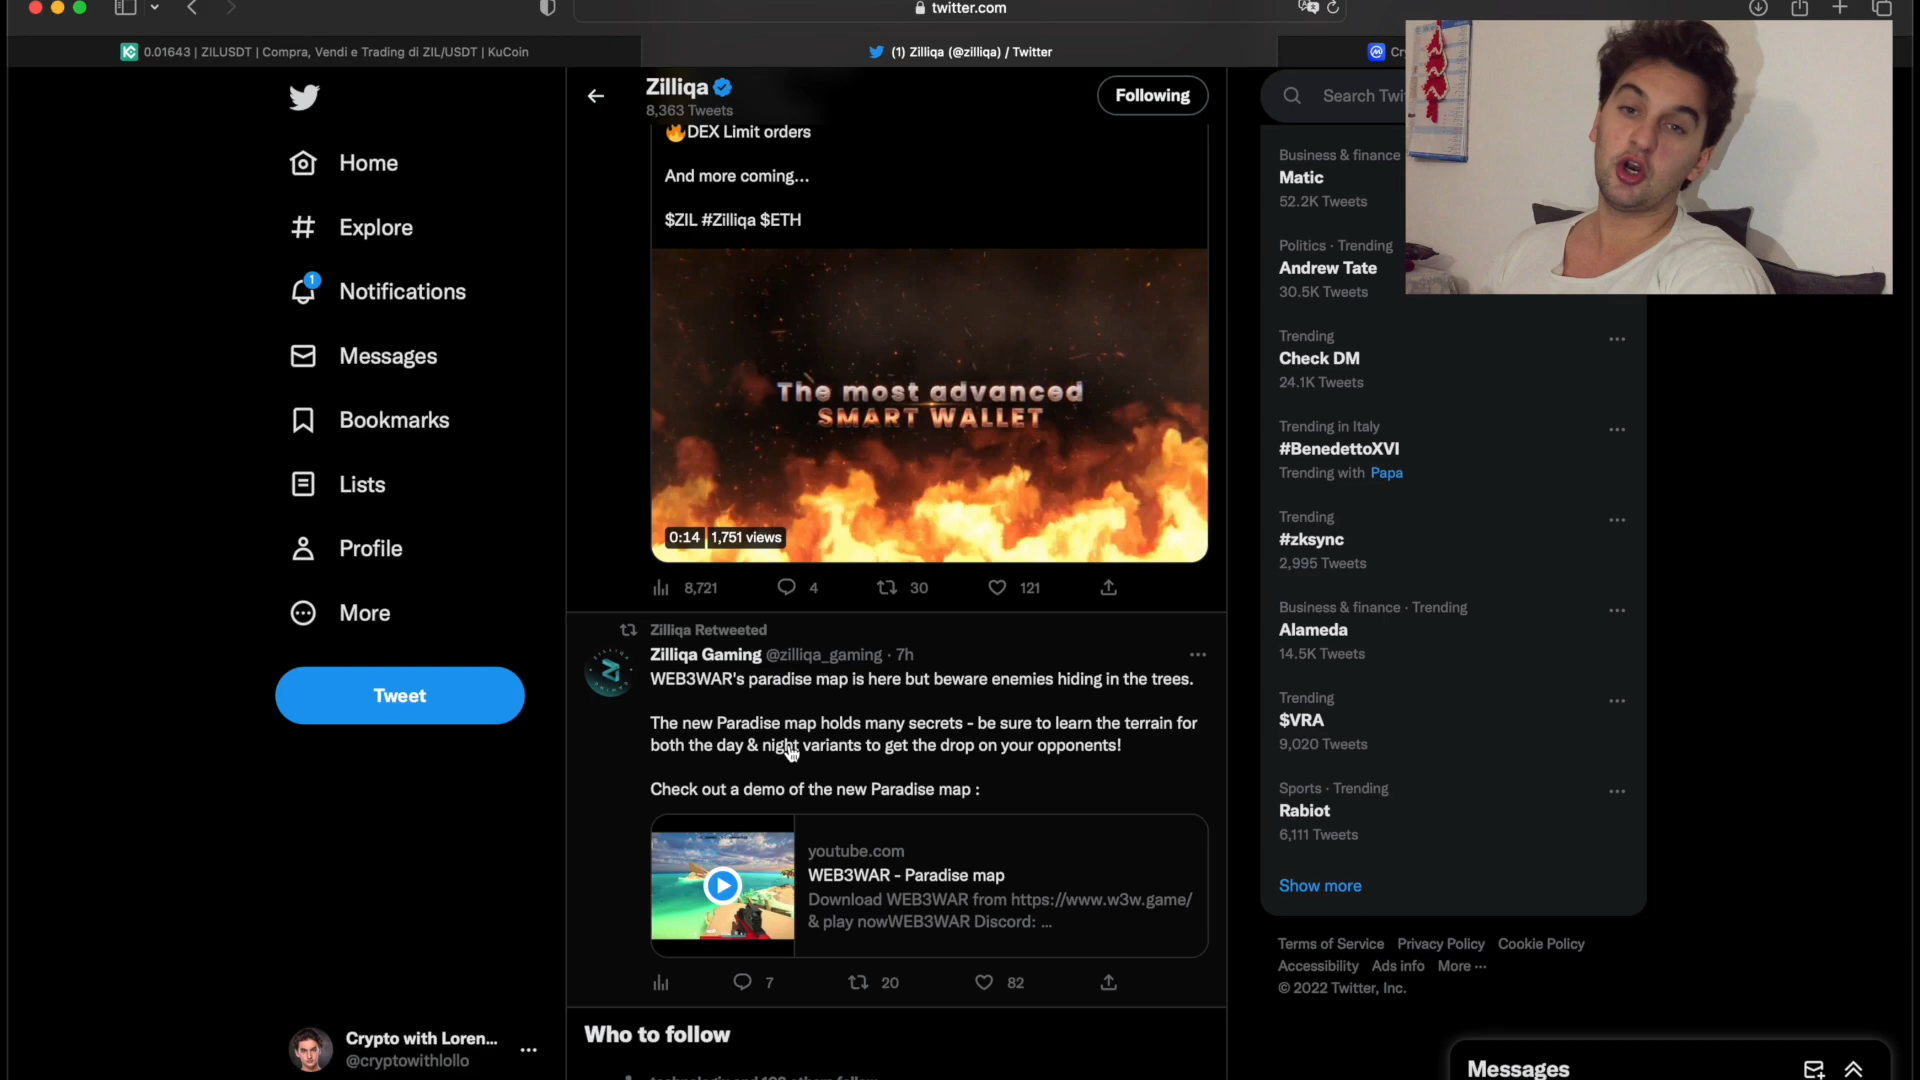 twitter.com
0.01643 | ZILUSDT | Compra, Vendi e Trading di ZIL/USDT | KuCoin
(1) Zilliqa (@zilliqa) / Twitter
Zilliqa
8,363 Tweets
Following
Home
Explore
1
Notifications
Messages
Bookmarks
Lists
Profile
More
Tweet
Crypto with Loren...
@cryptowithlollo
🔥DEX Limit orders
And more coming...
$ZIL #Zilliqa $ETH
The most advanced
SMART WALLET
0:14 1,751 views
8,721 4 30 121
Zilliqa Retweeted
Zilliqa Gaming @zilliqa_gaming · 7h
WEB3WAR's paradise map is here but beware enemies hiding in the trees.
The new Paradise map holds many secrets - be sure to learn the terrain for
both the day & night variants to get the drop on your opponents!
Check out a demo of the new Paradise map :
youtube.com
WEB3WAR - Paradise map
Download WEB3WAR from https://www.w3w.game/
& play nowWEB3WAR Discord: ...
7 20 82
Who to follow
Search Twi
Business & finance
Matic
52.2K Tweets
Politics · Trending
Andrew Tate
30.5K Tweets
Trending
Check DM
24.1K Tweets
Trending in Italy
#BenedettoXVI
Trending with Papa
Trending
#zksync
2,995 Tweets
Business & finance · Trending
Alameda
14.5K Tweets
Trending
$VRA
9,020 Tweets
Sports · Trending
Rabiot
6,111 Tweets
Show more
Terms of Service Privacy Policy Cookie Policy
Accessibility Ads info More ...
© 2022 Twitter, Inc.
Messages